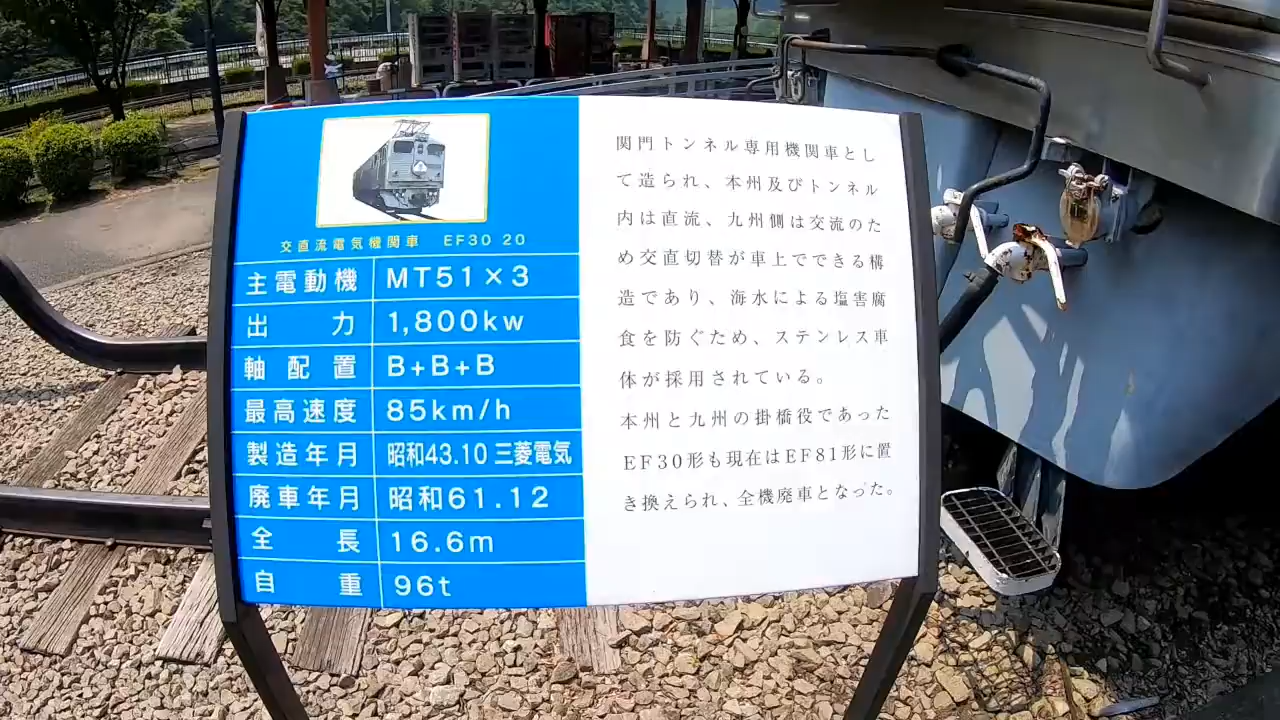 交直流電気機関車 EF30 20
主電動機 MT51×3
出力 1,800kw
軸配置 B+B+B
最高速度 85km/h
製造年月 昭和43.10 三菱電気
廃車年月 昭和61.12
全長 16.6m
自重 96t
関門トンネル専用機関車とし
て造られ、本州及びトンネル
内は直流、九州側は交流のた
め交直切替が車上でできる構
造であり、海水による塩害腐
食を防ぐため、ステンレス車
体が採用されている。
本州と九州の掛橋役であった
EF30形も現在はEF81形に置
き換えられ、全機廃車となった。